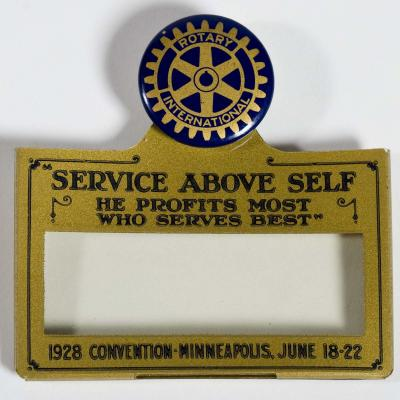 ROTARY
INTERNATIONAL
"SERVICE ABOVE SELF
HE PROFITS MOST
WHO SERVES BEST"
1928 CONVENTION-MINNEAPOLIS, JUNE 18-22